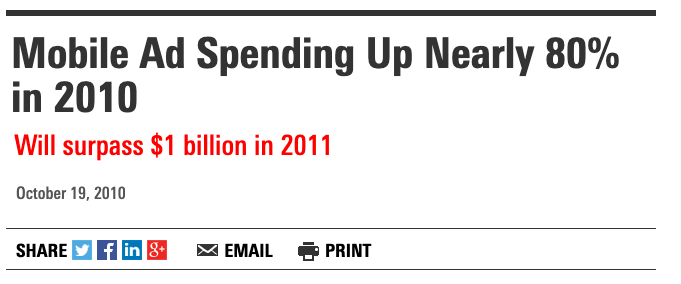 Mobile Ad Spending Up Nearly 80%
in 2010
Will surpass $1 billion in 2011
October 19, 2010
SHARE f in g+ EMAIL PRINT